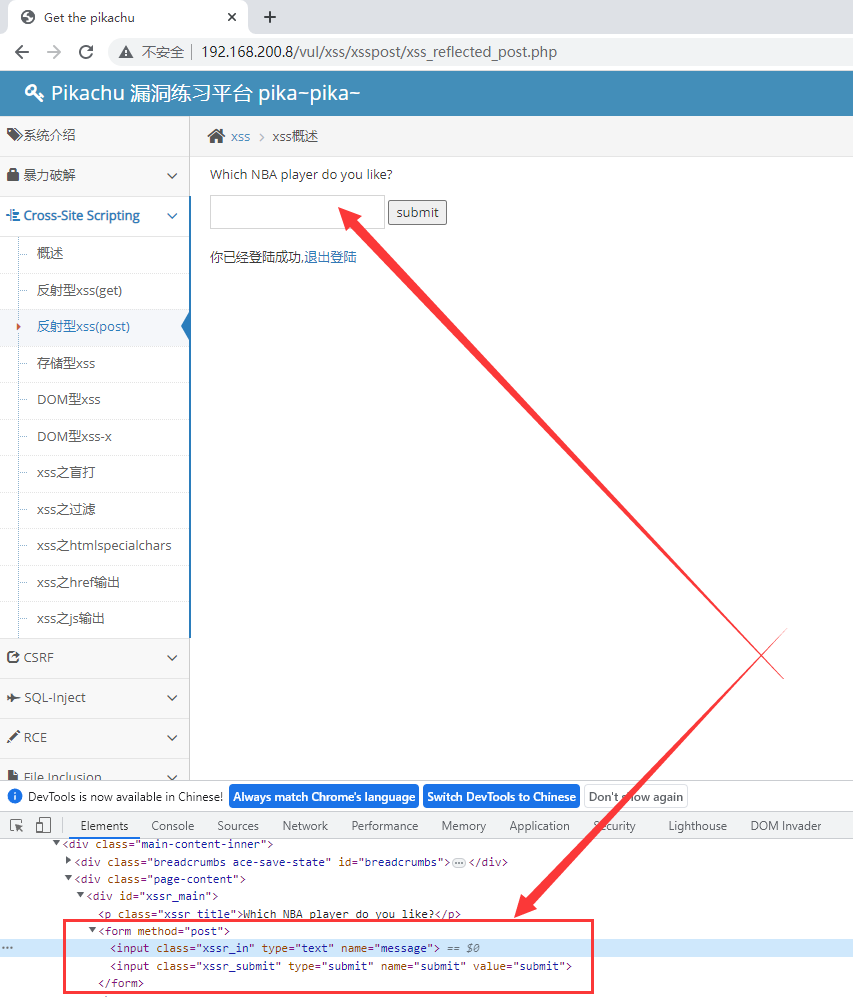 Get the pikachu
不安全 192.168.200.8/vul/xss/xsspost/xss_reflected_post.php
Pikachu 漏洞练习平台 pika~pika~
系统介绍
xss > xss概述
暴力破解
Which NBA player do you like?
Cross-Site Scripting
submit
概述
你已经登陆成功,退出登陆
反射型xss(get)
反射型xss(post)
存储型xss
DOM型xss
DOM型xss-x
xss之盲打
xss之过滤
xss之htmlspecialchars
xss之href输出
xss之js输出
CSRF
SQL-Inject
RCE
File Inclusion
DevTools is now available in Chinese! Always match Chrome's language Switch DevTools to Chinese Don't show again
Elements Console Sources Network Performance Memory Application Security Lighthouse DOM Invader
<div class="main-content-inner">
<div class="breadcrumbs ace-save-state" id="breadcrumbs">…</div>
<div class="page-content">
<div id="xssr_main">
<p class="xssr_title">Which NBA player do you like?</p>
<form method="post">
<input class="xssr_in" type="text" name="message"> == $0
<input class="xssr_submit" type="submit" name="submit" value="submit">
</form>